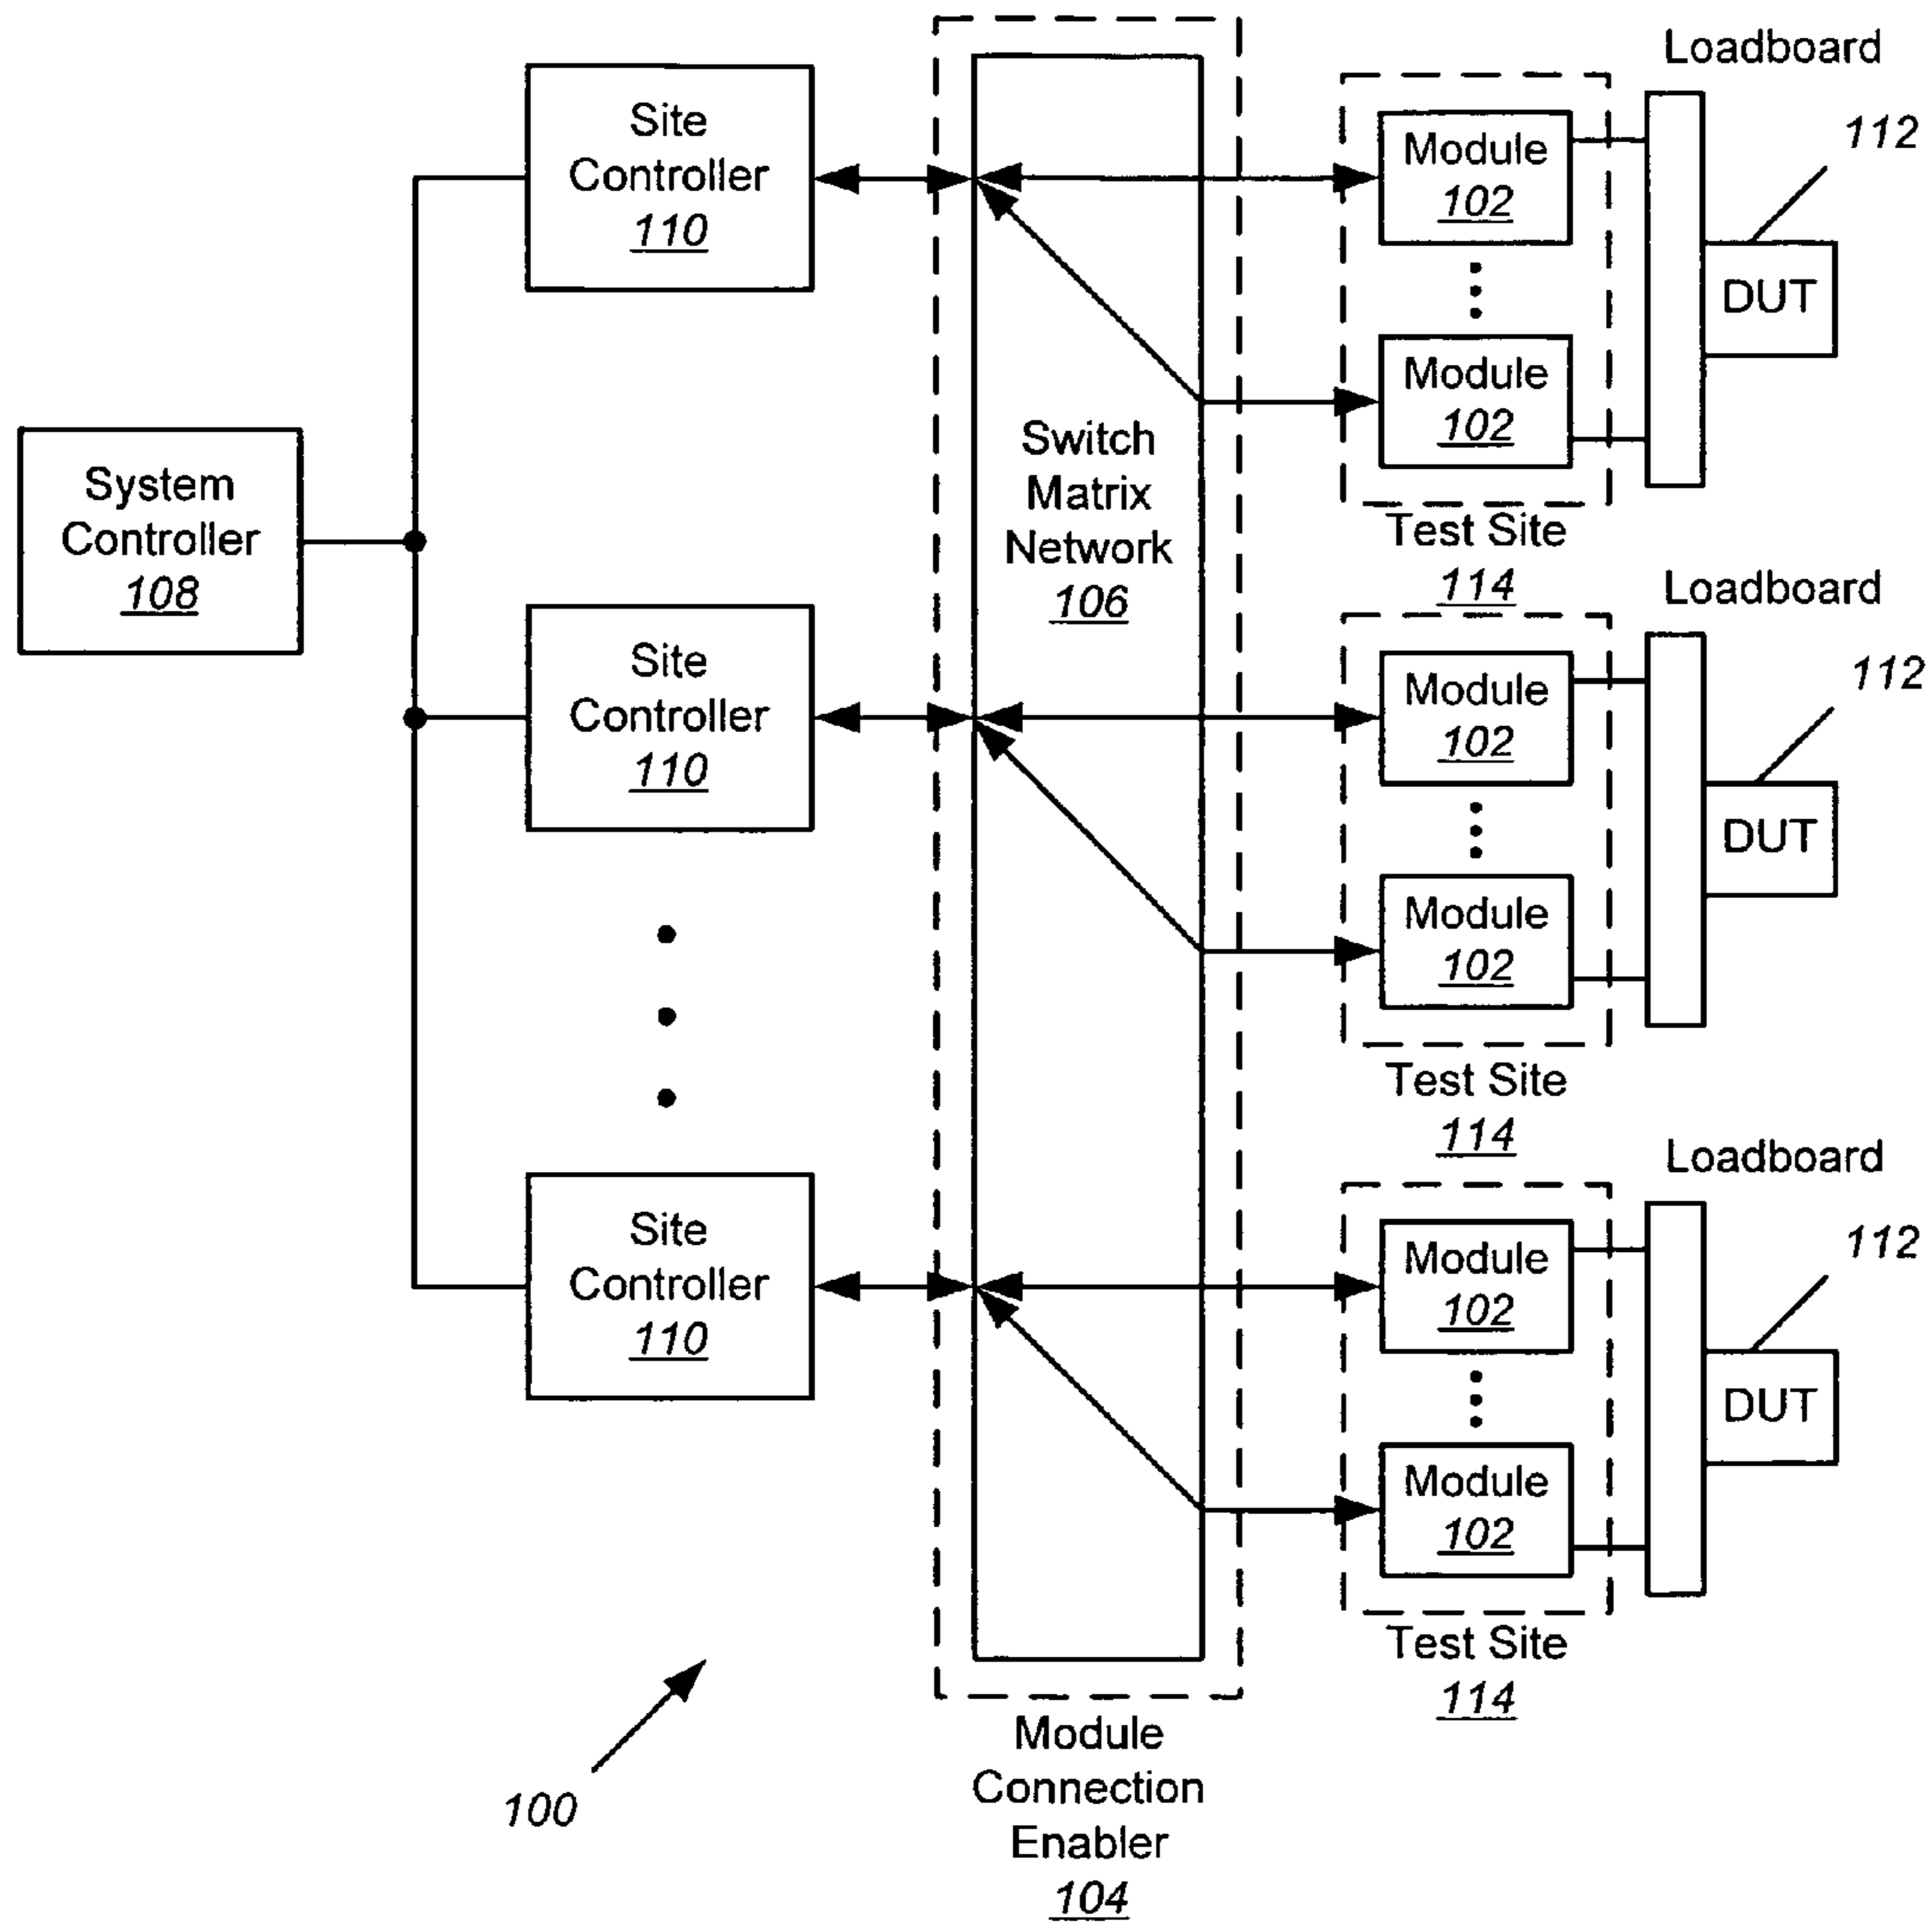 System
Controller
108
Site
Controller
110
Site
Controller
110
Site
Controller
110
Switch
Matrix
Network
106
Module
Connection
Enabler
104
100
Module
102
Module
102
Test Site
114
Loadboard
112
DUT
Module
102
Module
102
Test Site
114
Loadboard
112
DUT
Module
102
Module
102
Test Site
114
Loadboard
112
DUT